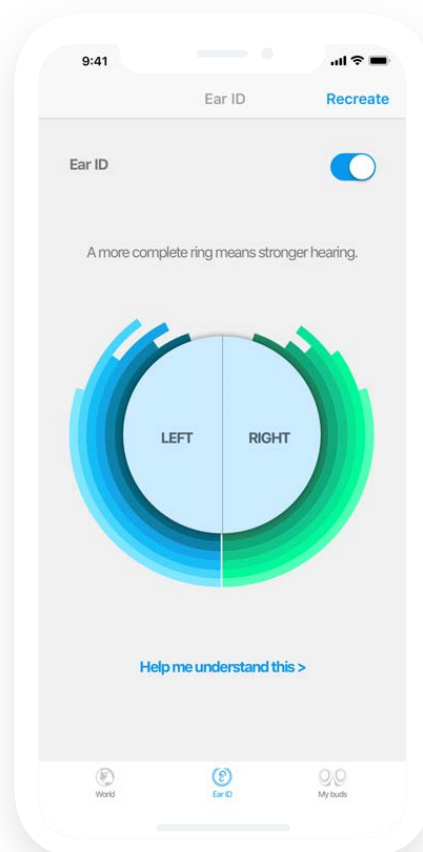 9:41
Ear ID
Recreate
Ear ID
A more complete ring means stronger hearing.
LEFT
RIGHT
Help me understand this >
World
Ear ID
My buds